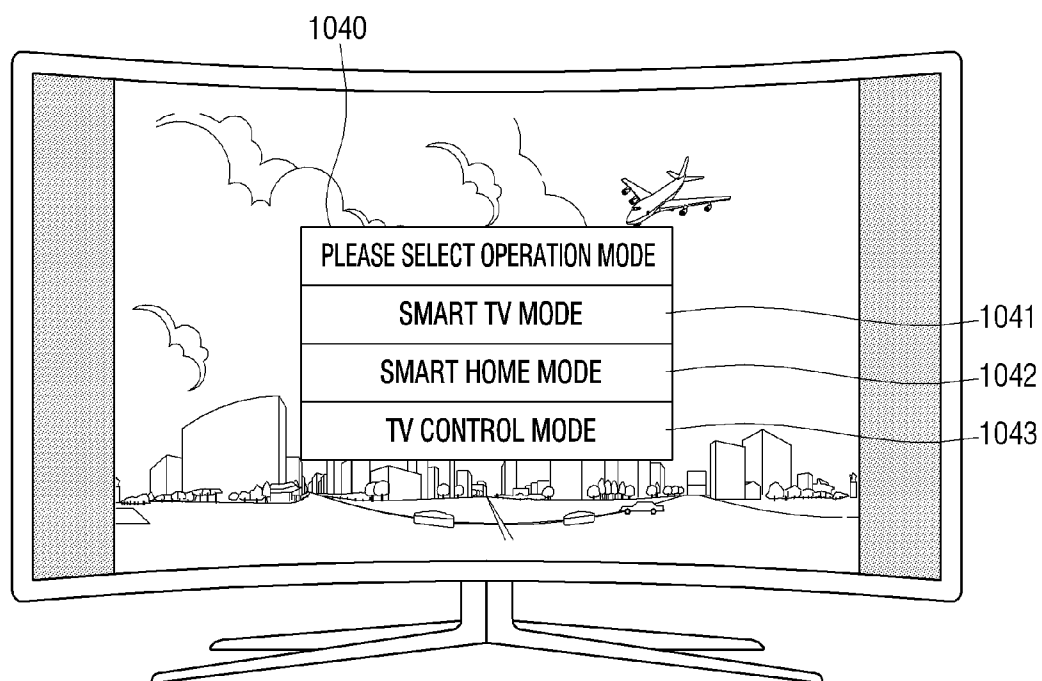 1040
PLEASE SELECT OPERATION MODE
SMART TV MODE
1041
SMART HOME MODE
1042
TV CONTROL MODE
1043